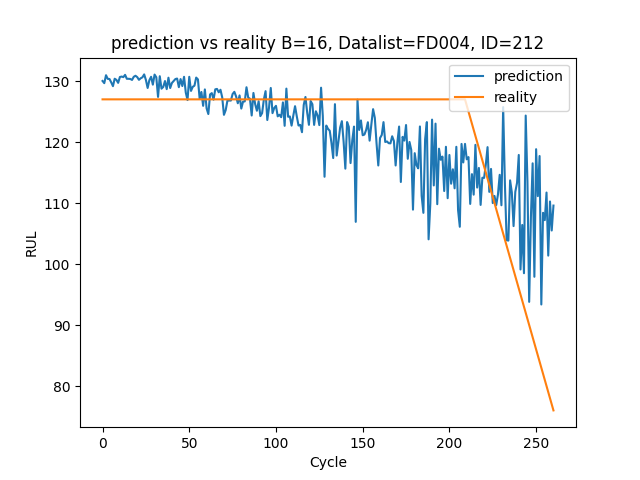 prediction vs reality B=16, Datalist=FD004, ID=212
prediction
reality
RUL
130
120
110
100
90
80
0 50 100 150 200 250
Cycle